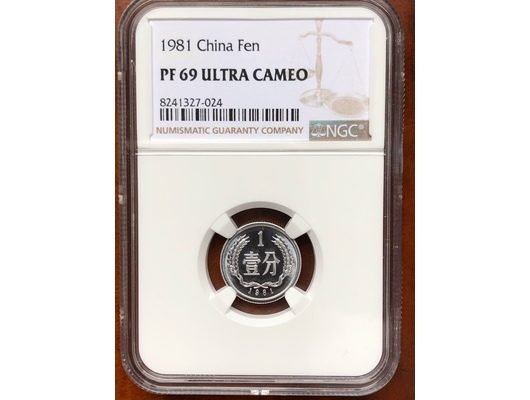 1981 China Fen
PF 69 ULTRA CAMEO
8241327-024
NUMISMATIC GUARANTY COMPANY
NGC®
1
壹分
1981